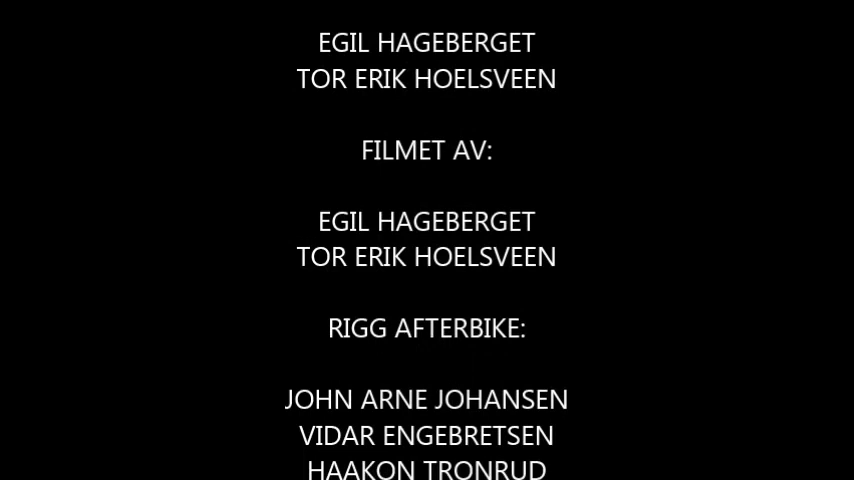 EGIL HAGEBERGET
TOR ERIK HOELSVEEN
FILMET AV:
EGIL HAGEBERGET
TOR ERIK HOELSVEEN
RIGG AFTERBIKE:
JOHN ARNE JOHANSEN
VIDAR ENGEBRETSEN
HAAKON TRONRUD